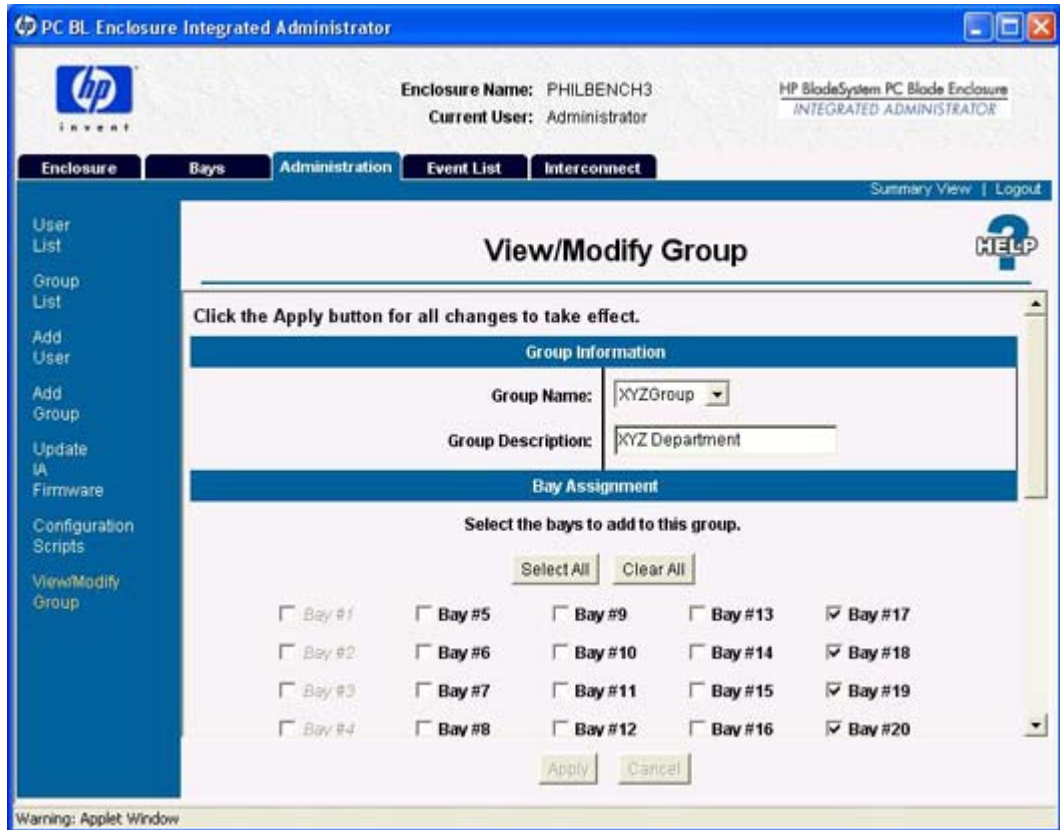 PC BL Enclosure Integrated Administrator
hp
invent
Enclosure Name: PHILBENCH3
Current User: Administrator
HP BladeSystem PC Blade Enclosure
INTEGRATED ADMINISTRATOR
Enclosure Bays Administration Event List Interconnect
Summary View | Logout
User
List
Group
List
Add
User
Add
Group
Update
IA
Firmware
Configuration
Scripts
View/Modify
Group
View/Modify Group
HELP
Click the Apply button for all changes to take effect.
Group Information
Group Name: XYZGroup
Group Description: XYZ Department
Bay Assignment
Select the bays to add to this group.
Select All Clear All
Bay #1 Bay #5 Bay #9 Bay #13 Bay #17
Bay #2 Bay #6 Bay #10 Bay #14 Bay #18
Bay #3 Bay #7 Bay #11 Bay #15 Bay #19
Bay #4 Bay #8 Bay #12 Bay #16 Bay #20
Apply Cancel
Warning: Applet Window